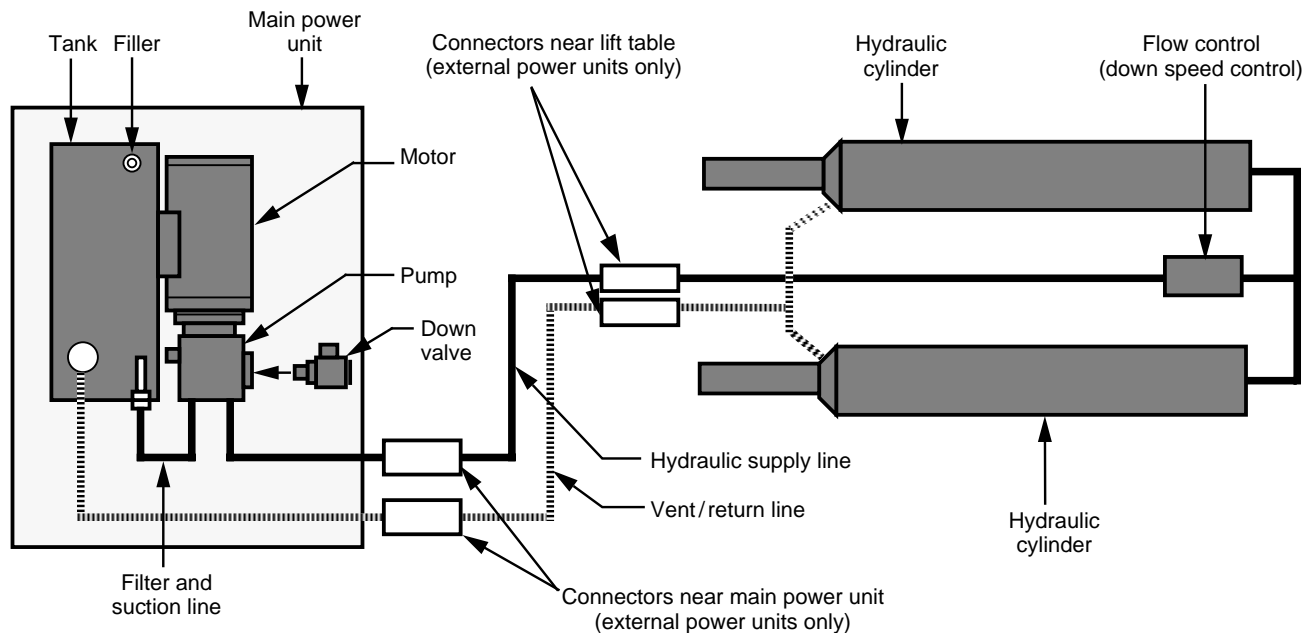 Tank
Filler
Main power
unit
Connectors near lift table
(external power units only)
Hydraulic
cylinder
Flow control
(down speed control)
Motor
Pump
Down
valve
Hydraulic supply line
Vent/return line
Hydraulic
cylinder
Filter and
suction line
Connectors near main power unit
(external power units only)